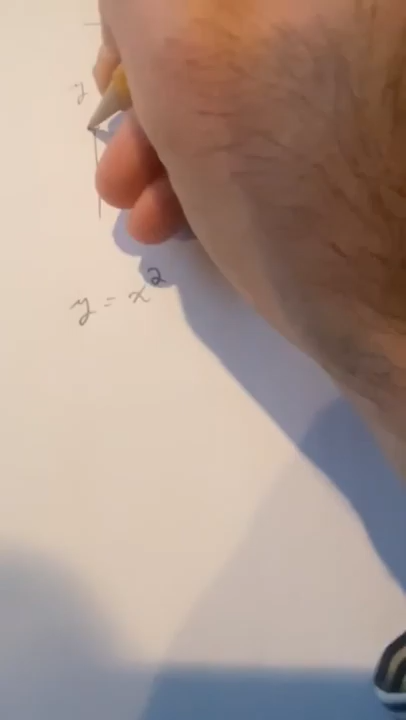 y
y = x²